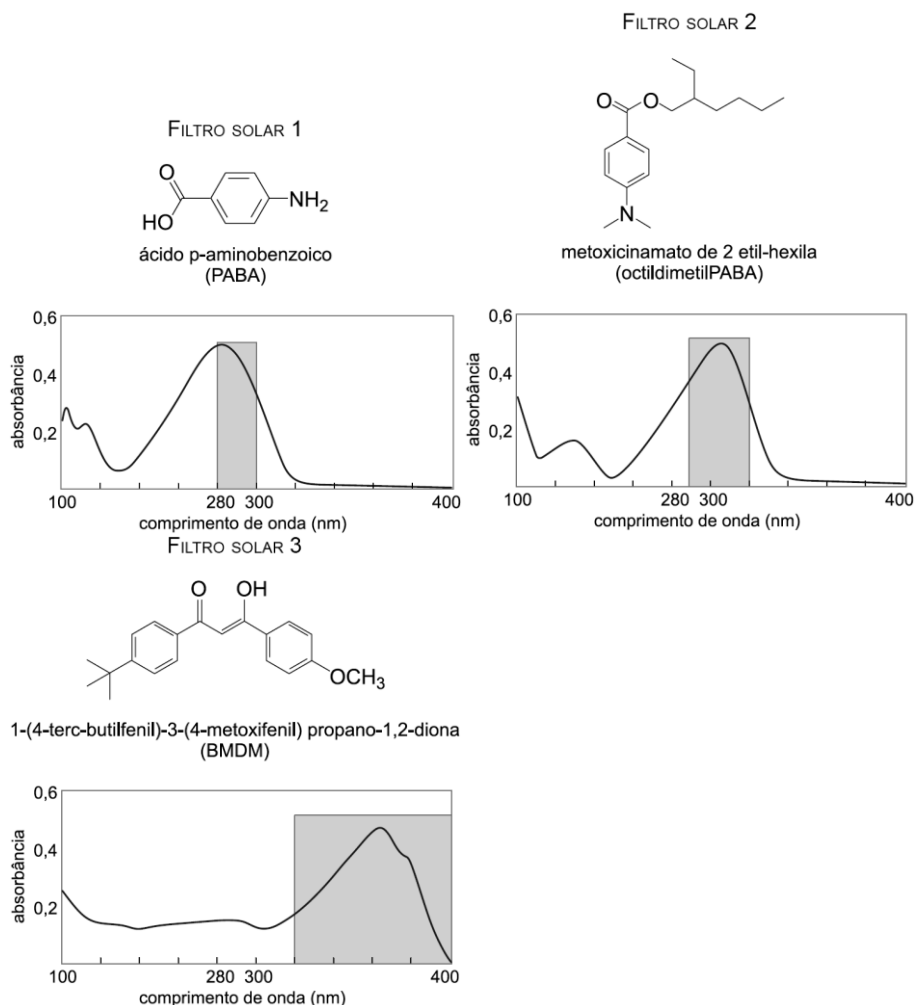 FILTRO SOLAR 1
O
HO
NH2
ácido p-aminobenzoico
(PABA)
0,6
0,4
0,2
absorbância
100 280 300 400
comprimento de onda (nm)
FILTRO SOLAR 2
O
O
N
metoxicinamato de 2 etil-hexila
(octildimetilPABA)
0,6
0,4
0,2
absorbância
100 280 300 400
comprimento de onda (nm)
FILTRO SOLAR 3
O OH
OCH3
1-(4-terc-butilfenil)-3-(4-metoxifenil) propano-1,2-diona
(BMDM)
0,6
0,4
0,2
absorbância
100 280 300 400
comprimento de onda (nm)